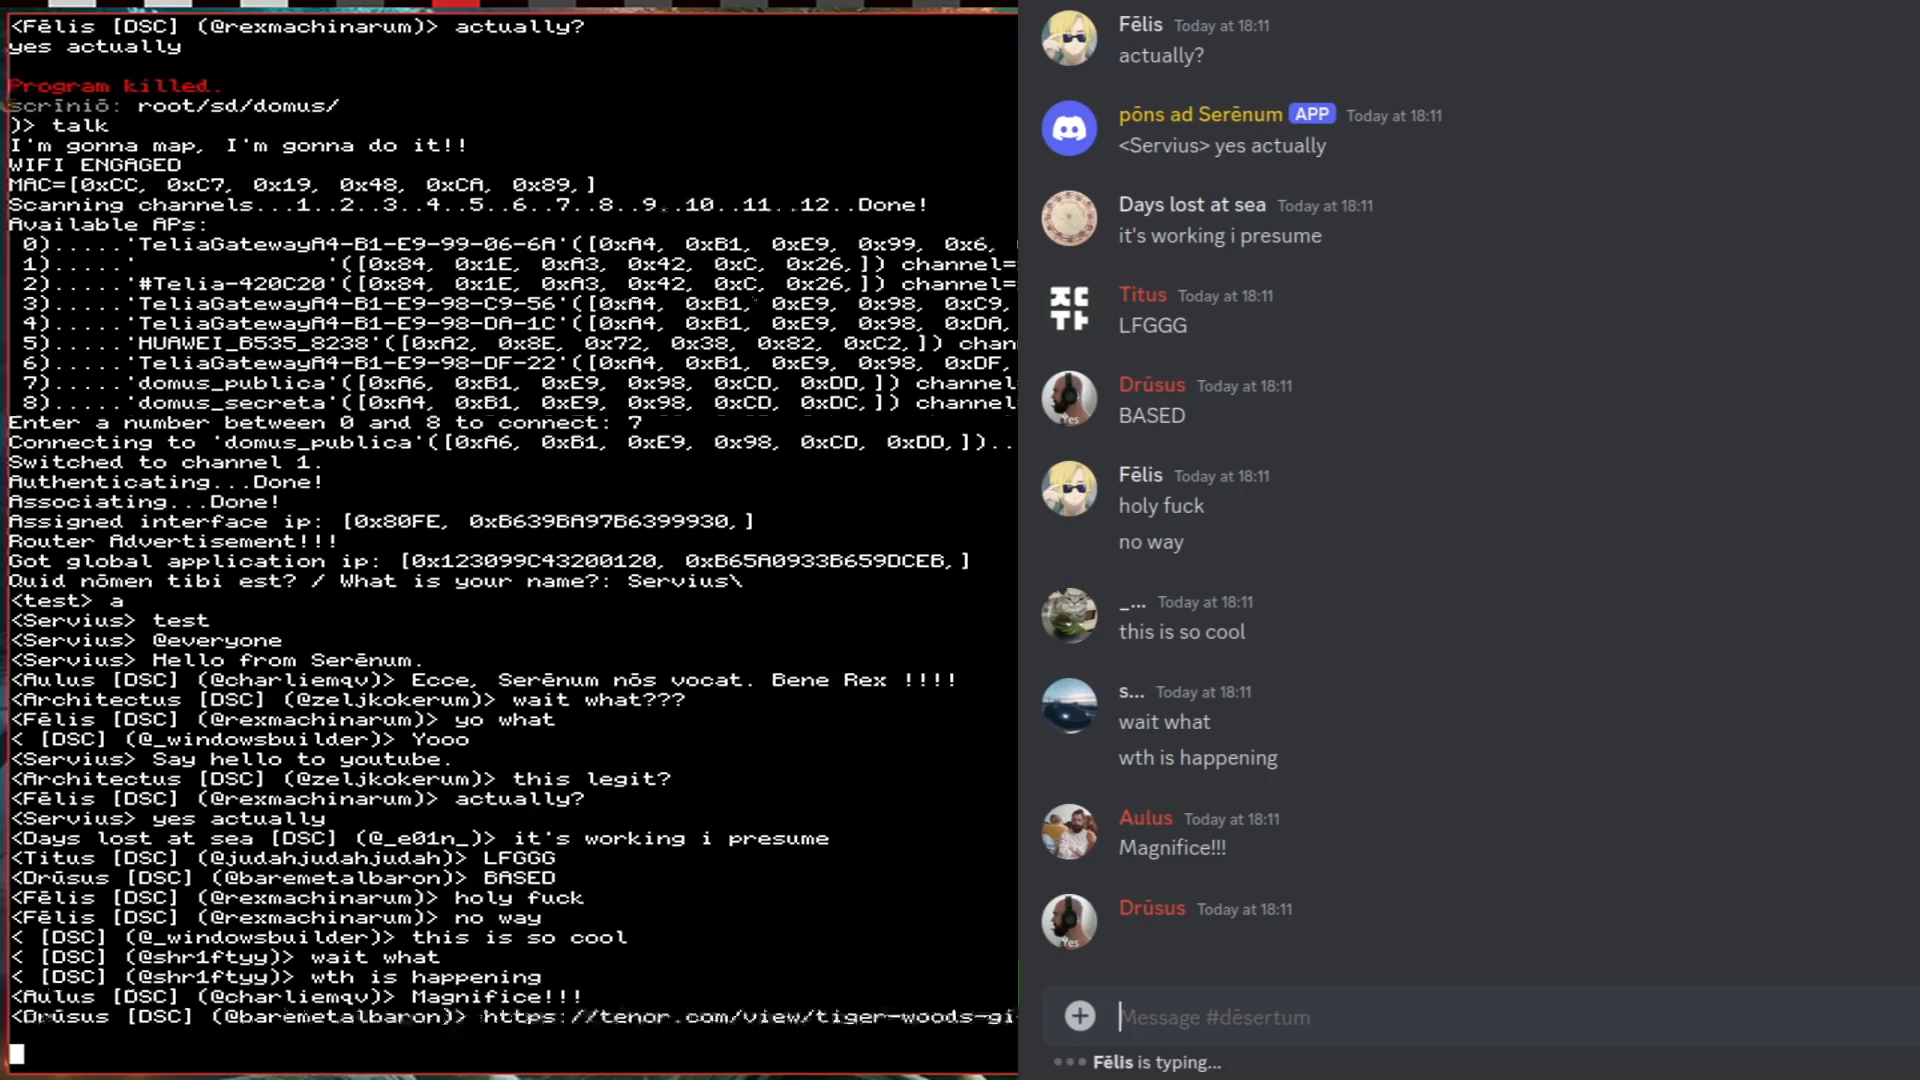 <Fēlis [DSC] (@rexmachinarum)> actually?
yes actually
Program killed.
scrīniō: root/sd/domus/
)> talk
I'm gonna map, I'm gonna do it!!
WIFI ENGAGED
MAC=[0xCC, 0xC7, 0x19, 0x48, 0xCA, 0x89,]
Scanning channels...1..2..3..4..5..6..7..8..9..10..11..12..Done!
Available APs:
0).....'TeliaGatewayA4-B1-E9-99-06-6A'([0xA4, 0xB1, 0xE9, 0x99, 0x6,
1).....' '([0x84, 0x1E, 0xA3, 0x42, 0xC, 0x26,]) channel=
2).....'#Telia-420C20'([0x84, 0x1E, 0xA3, 0x42, 0xC, 0x26,]) channel=
3).....'TeliaGatewayA4-B1-E9-98-C9-56'([0xA4, 0xB1, 0xE9, 0x98, 0xC9,
4).....'TeliaGatewayA4-B1-E9-98-DA-1C'([0xA4, 0xB1, 0xE9, 0x98, 0xDA,
5).....'HUAWEI_B535_8238'([0xA2, 0x8E, 0x72, 0x38, 0x82, 0xC2,]) chan
6).....'TeliaGatewayA4-B1-E9-98-DF-22'([0xA4, 0xB1, 0xE9, 0x98, 0xDF,
7).....'domus_publica'([0xA6, 0xB1, 0xE9, 0x98, 0xCD, 0xDD,]) channel
8).....'domus_secreta'([0xA4, 0xB1, 0xE9, 0x98, 0xCD, 0xDC,]) channel
Enter a number between 0 and 8 to connect: 7
Connecting to 'domus_publica'([0xA6, 0xB1, 0xE9, 0x98, 0xCD, 0xDD,])..
Switched to channel 1.
Authenticating...Done!
Associating...Done!
Assigned interface ip: [0x80FE, 0xB639BA97B6399930,]
Router Advertisement!!!
Got global application ip: [0x123099C43200120, 0xB65A0933B659DCEB,]
Quid nōmen tibi est? / What is your name?: Servius\
<test> a
<Servius> test
<Servius> @everyone
<Servius> Hello from Serēnum.
<Aulus [DSC] (@charliemqv)> Ecce, Serēnum nōs vocat. Bene Rex !!!!
<Architectus [DSC] (@zeljkokerum)> wait what???
<Fēlis [DSC] (@rexmachinarum)> yo what
< [DSC] (@_windowsbuilder)> Yooo
<Servius> Say hello to youtube.
<Architectus [DSC] (@zeljkokerum)> this legit?
<Fēlis [DSC] (@rexmachinarum)> actually?
<Servius> yes actually
<Days lost at sea [DSC] (@_e01n_)> it's working i presume
<Titus [DSC] (@judahjudahjudah)> LFGGG
<Drūsus [DSC] (@baremetalbaron)> BASED
<Fēlis [DSC] (@rexmachinarum)> holy fuck
<Fēlis [DSC] (@rexmachinarum)> no way
< [DSC] (@_windowsbuilder)> this is so cool
< [DSC] (@shr1ftyy)> wait what
< [DSC] (@shr1ftyy)> wth is happening
<Aulus [DSC] (@charliemqv)> Magnifice!!!
<Drūsus [DSC] (@baremetalbaron)> https://tenor.com/view/tiger-woods-gi
Fēlis Today at 18:11
actually?
pōns ad Serēnum APP Today at 18:11
<Servius> yes actually
Days lost at sea Today at 18:11
it's working i presume
Titus Today at 18:11
LFGGG
Drūsus Today at 18:11
Yes
BASED
Fēlis Today at 18:11
holy fuck
no way
_... Today at 18:11
this is so cool
s... Today at 18:11
wait what
wth is happening
Aulus Today at 18:11
Magnifice!!!
Drūsus Today at 18:11
Yes
Message #dēsertum
Fēlis is typing...